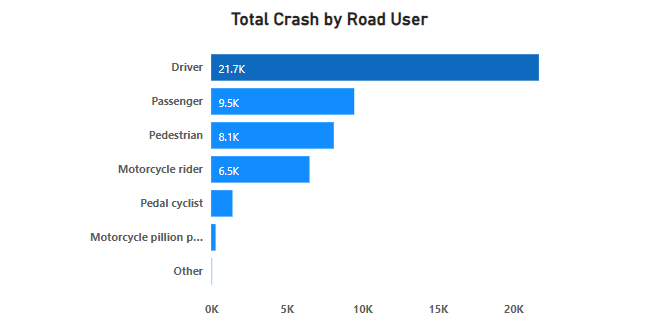 Total Crash by Road User
Driver
21.7K
Passenger
9.5K
Pedestrian
8.1K
Motorcycle rider
6.5K
Pedal cyclist
Motorcycle pillion p...
Other
0K 5K 10K 15K 20K